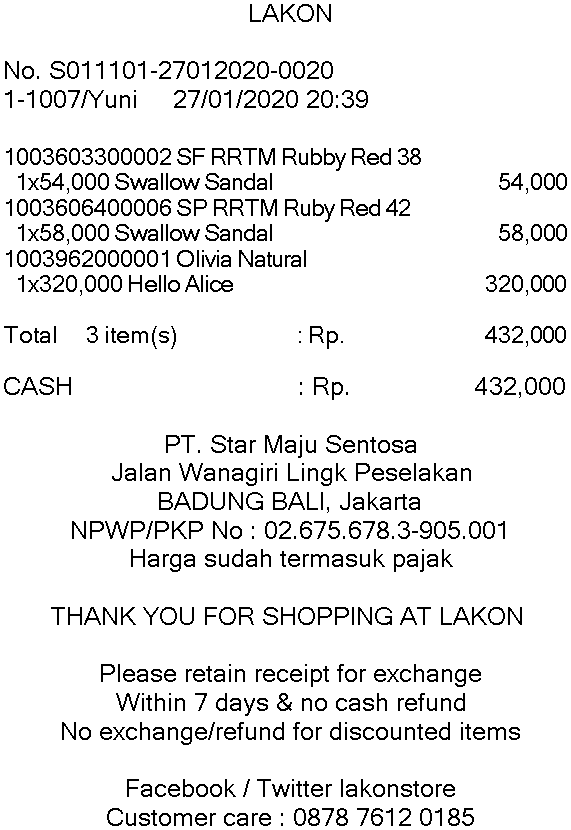 LAKON
No. S011101-27012020-0020
1-1007/Yuni 27/01/2020 20:39
1003603300002 SF RRTM Rubby Red 38
1x54,000 Swallow Sandal 54,000
1003606400006 SP RRTM Ruby Red 42
1x58,000 Swallow Sandal 58,000
1003962000001 Olivia Natural
1x320,000 Hello Alice 320,000
Total 3 item(s) : Rp. 432,000
CASH : Rp. 432,000
PT. Star Maju Sentosa
Jalan Wanagiri Lingk Peselakan
BADUNG BALI, Jakarta
NPWP/PKP No : 02.675.678.3-905.001
Harga sudah termasuk pajak
THANK YOU FOR SHOPPING AT LAKON
Please retain receipt for exchange
Within 7 days & no cash refund
No exchange/refund for discounted items
Facebook / Twitter lakonstore
Customer care : 0878 7612 0185